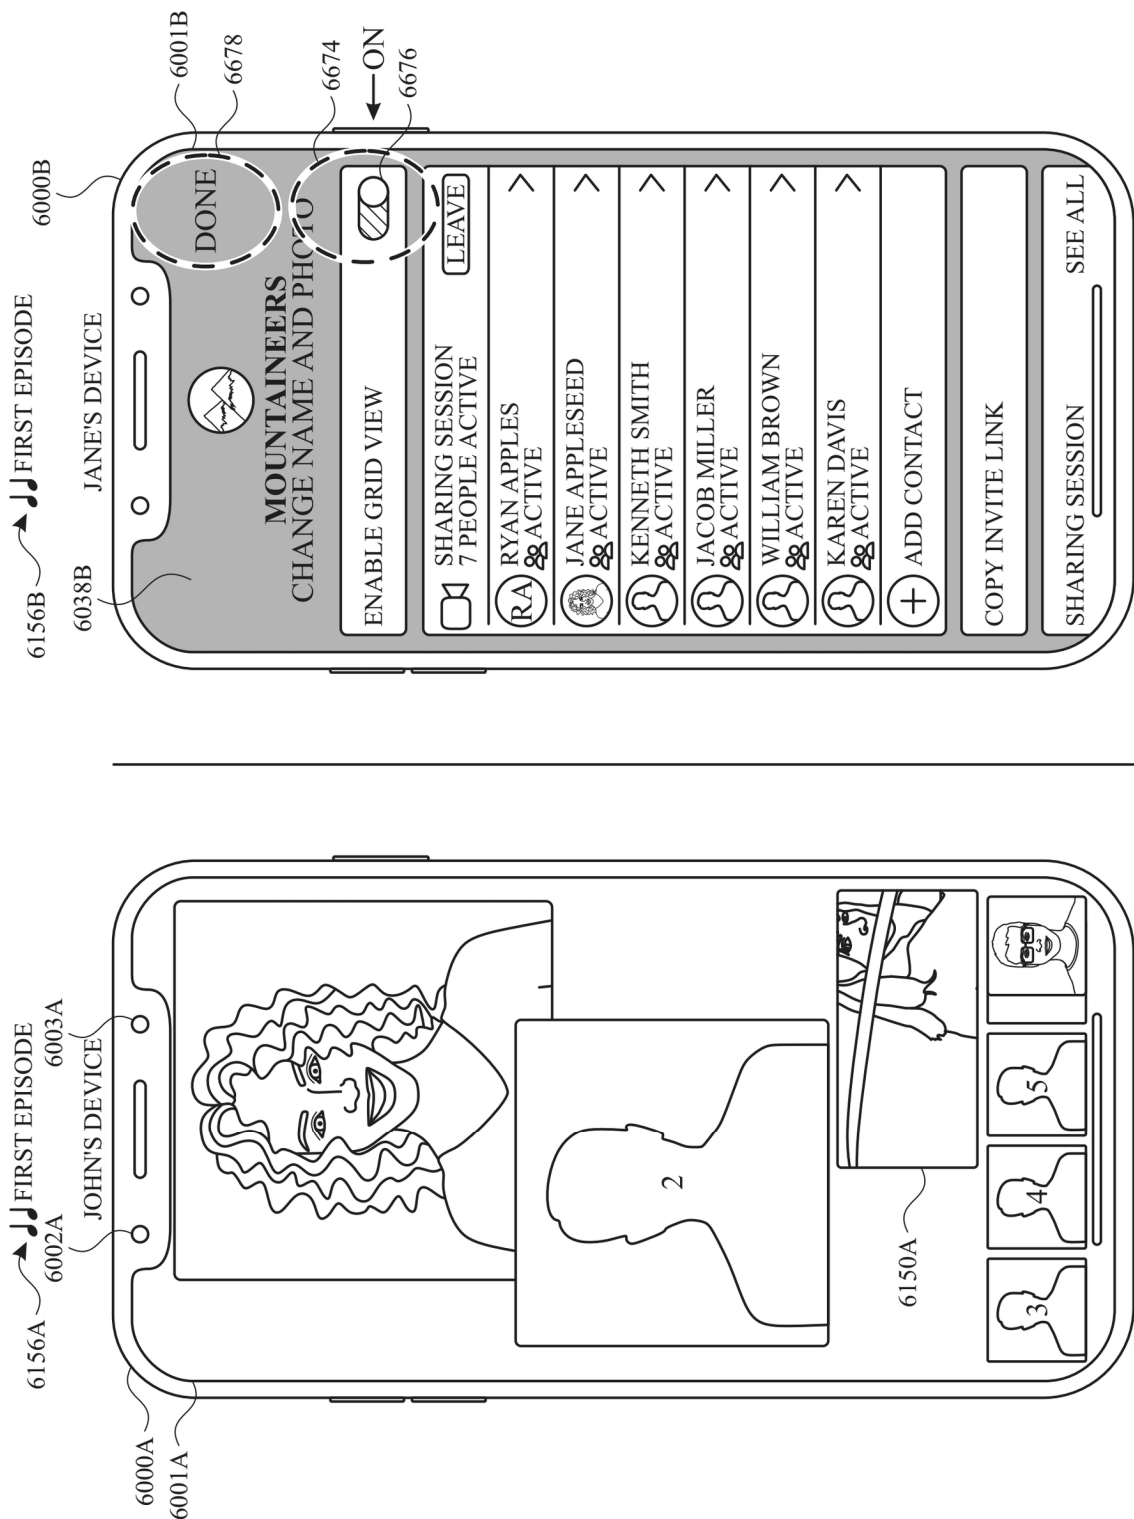 6156A
FIRST EPISODE
6002A
6003A
JOHN'S DEVICE
6000A
6001A
2
6150A
3
4
5
6156B
FIRST EPISODE
6000B
6038B
JANE'S DEVICE
6001B
6678
DONE
6674
MOUNTAINEERS
CHANGE NAME AND PHOTO
ON
6676
ENABLE GRID VIEW
SHARING SESSION
7 PEOPLE ACTIVE
LEAVE
RA
RYAN APPLES
ACTIVE
JANE APPLESEED
ACTIVE
KENNETH SMITH
ACTIVE
JACOB MILLER
ACTIVE
WILLIAM BROWN
ACTIVE
KAREN DAVIS
ACTIVE
+ ADD CONTACT
COPY INVITE LINK
SHARING SESSION SEE ALL